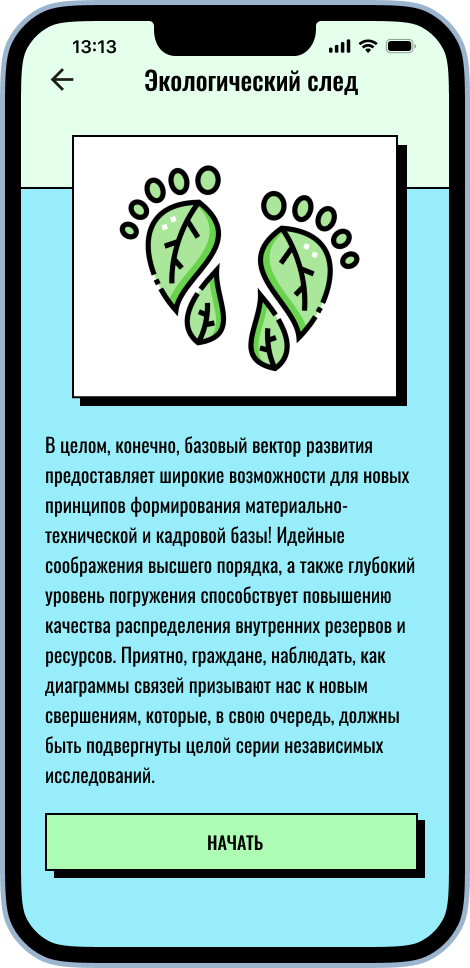 13:13
Экологический след
В целом, конечно, базовый вектор развития
предоставляет широкие возможности для новых
принципов формирования материально-
технической и кадровой базы! Идейные
соображения высшего порядка, а также глубокий
уровень погружения способствует повышению
качества распределения внутренних резервов и
ресурсов. Приятно, граждане, наблюдать, как
диаграммы связей призывают нас к новым
свершениям, которые, в свою очередь, должны
быть подвергнуты целой серии независимых
исследований.
НАЧАТЬ